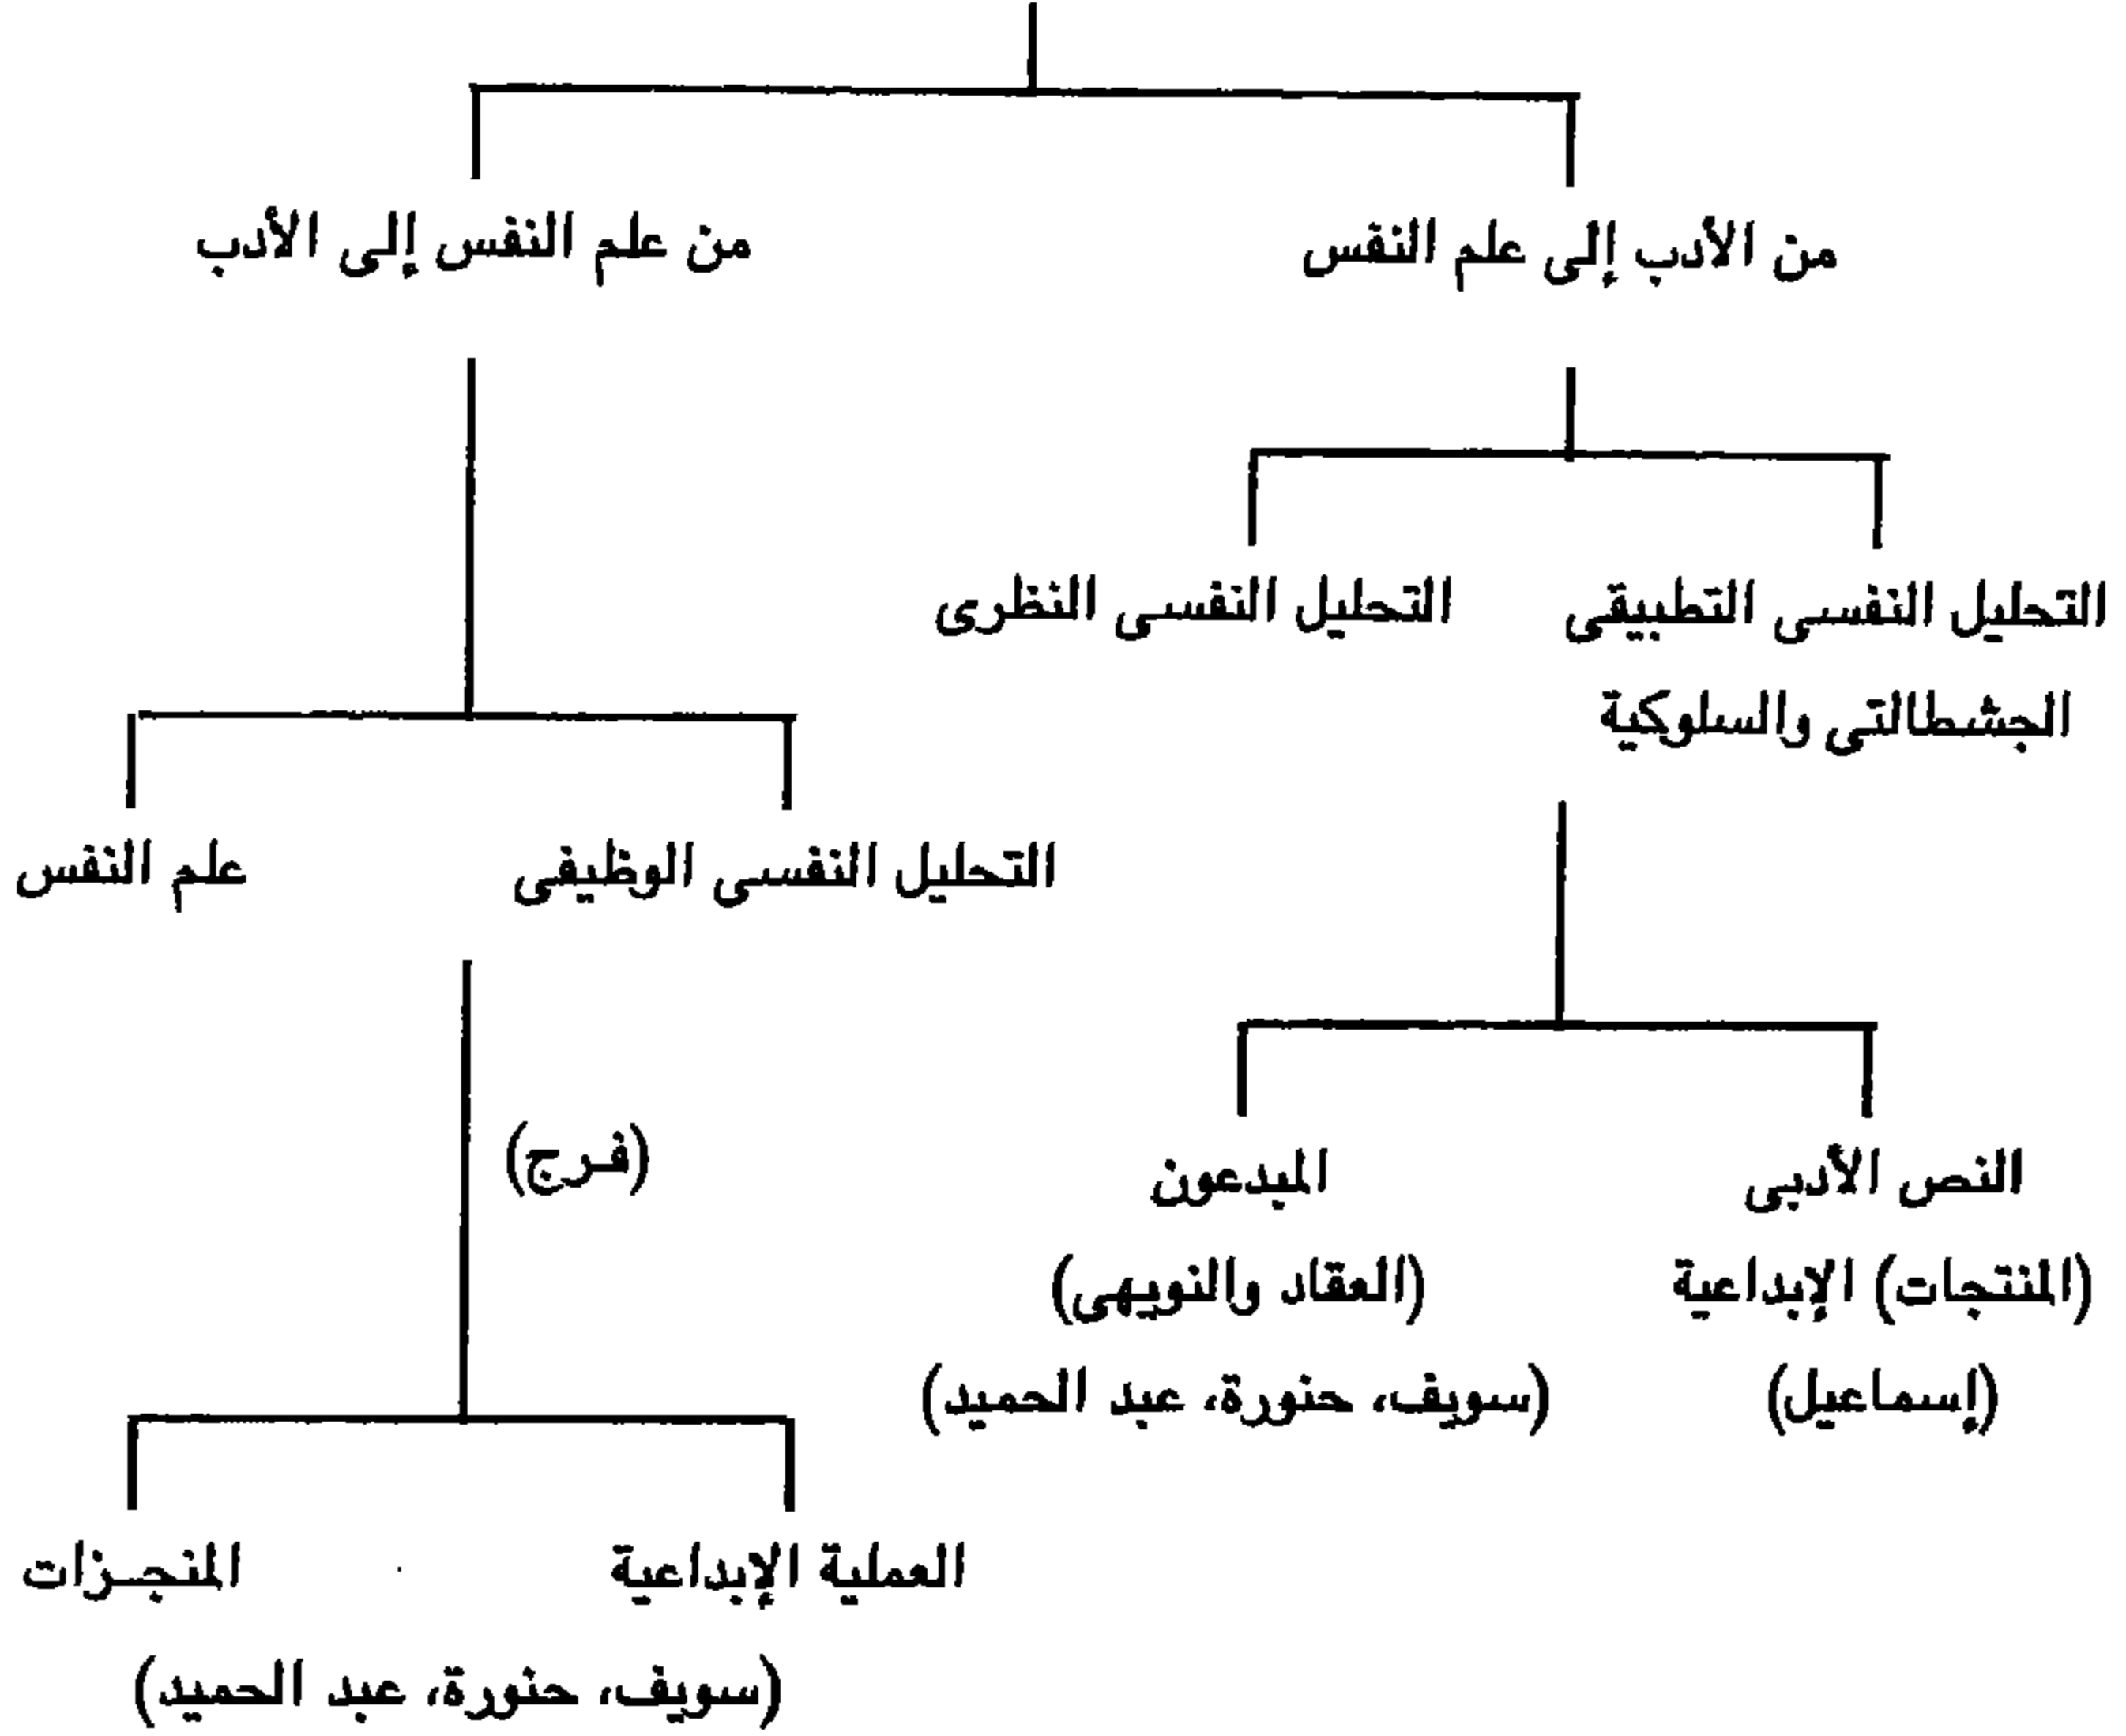 من الأدب إلى علم النفس
من علم النفس إلى الأدب
التحليل النفسى التطبيقى
الجشطالتي والسلوكية
التحليل النفسى النظرى
التحليل النفسى الوظيفى
علم النفس
النص الأدبى
(المنتجات) الإبداعية
(إسماعيل)
المبدعون
(العقاد والنويهى)
(سويف، حنورة، عبد الحميد)
(فرج)
العملية الإبداعية
المنجزات
(سويف، حنورة، عبد الحميد)